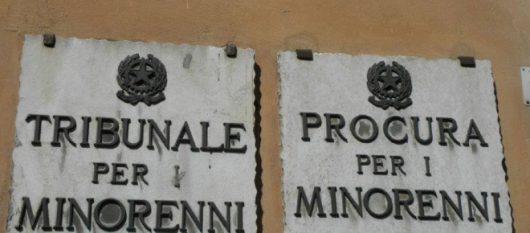 TRIBUNALE
PER I
MINORENNI
PROCURA
PER I
MINORENNI